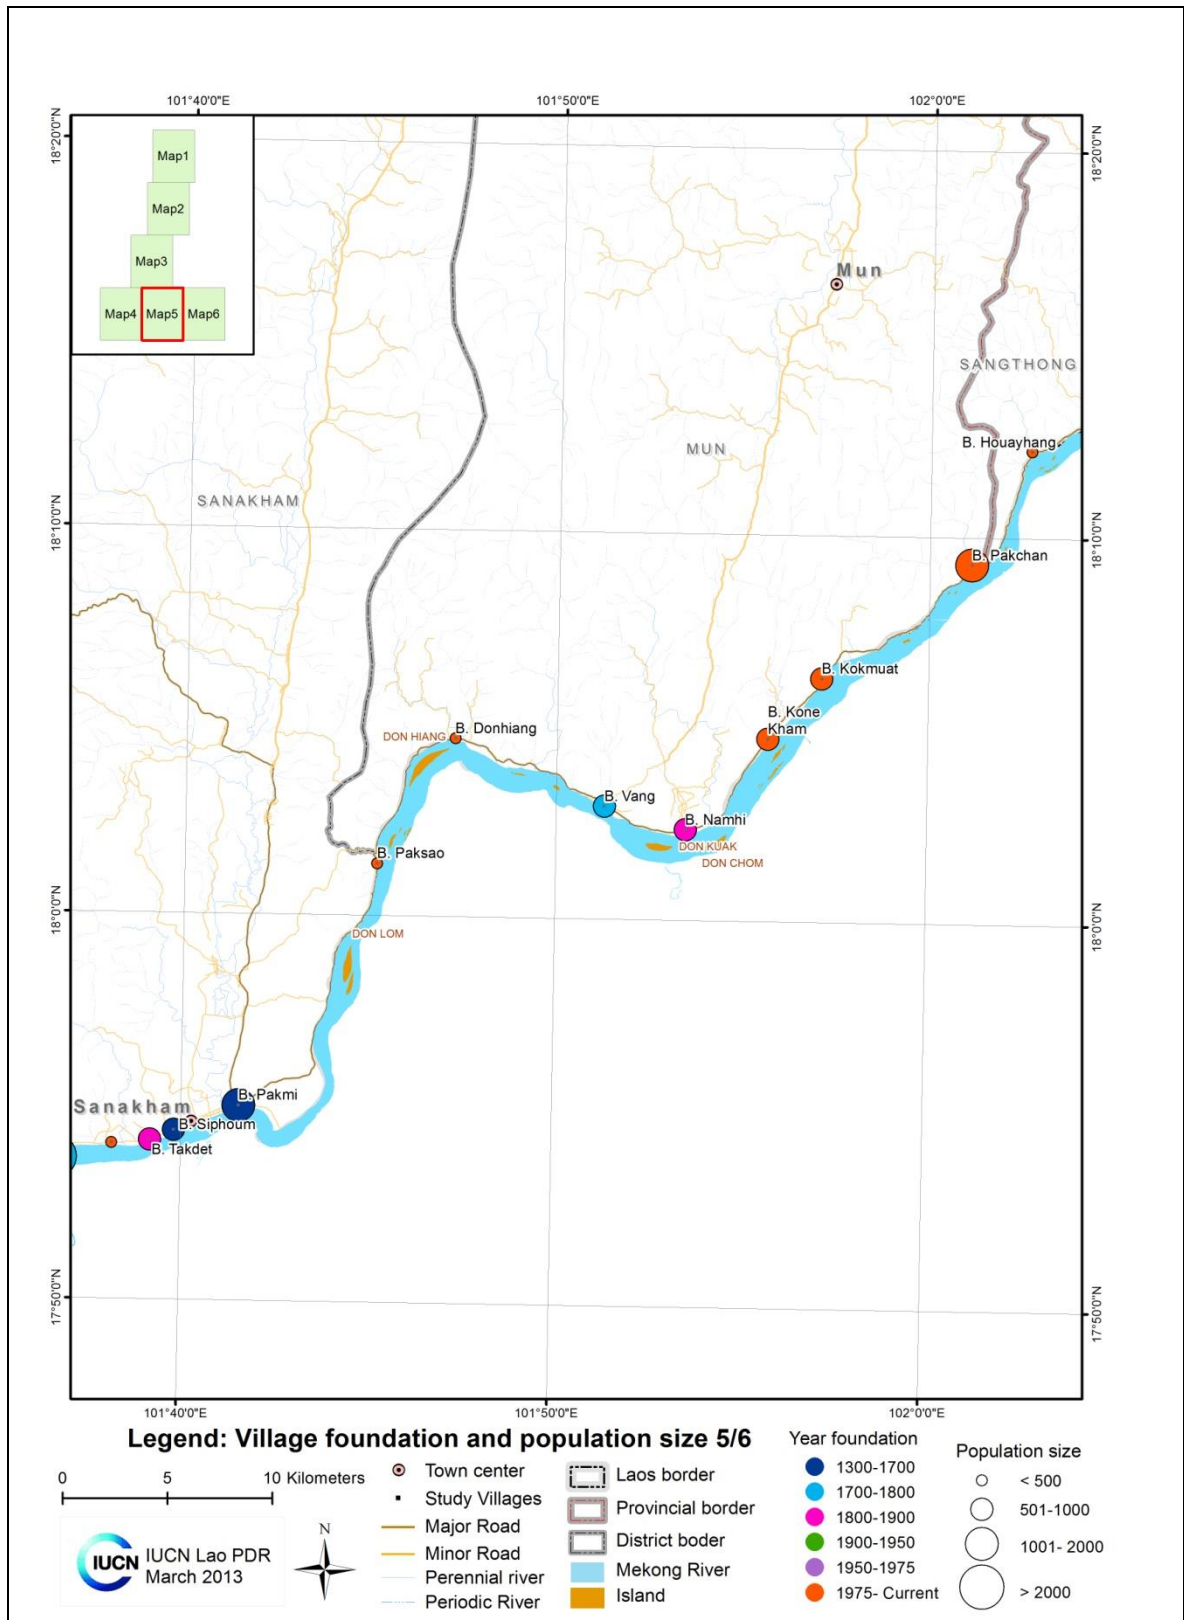 101°40'0"E
101°50'0"E
102°0'0"E
18°20'0"N
18°20'0"N
Map1
Map2
Map3
Map4
Map5
Map6
Mun
SANGTHONG
B. Houayhang
MUN
SANAKHAM
18°10'0"N
18°10'0"N
B. Pakchan
B. Kokmuat
B. Kone
Kham
B. Donhiang
DON HIANG
B. Vang
B. Namhi
DON KUAK
DON CHOM
B. Paksao
18°0'0"N
18°0'0"N
DON LOM
B. Pakmi
Sanakham
B. Siphoum
B. Takdet
17°50'0"N
17°50'0"N
101°40'0"E
101°50'0"E
102°0'0"E
Legend: Village foundation and population size 5/6
0 5 10 Kilometers
IUCN
IUCN Lao PDR
March 2013
N
Town center
Study Villages
Major Road
Minor Road
Perennial river
Periodic River
Laos border
Provincial border
District boder
Mekong River
Island
Year foundation
1300-1700
1700-1800
1800-1900
1900-1950
1950-1975
1975- Current
Population size
< 500
501-1000
1001- 2000
> 2000